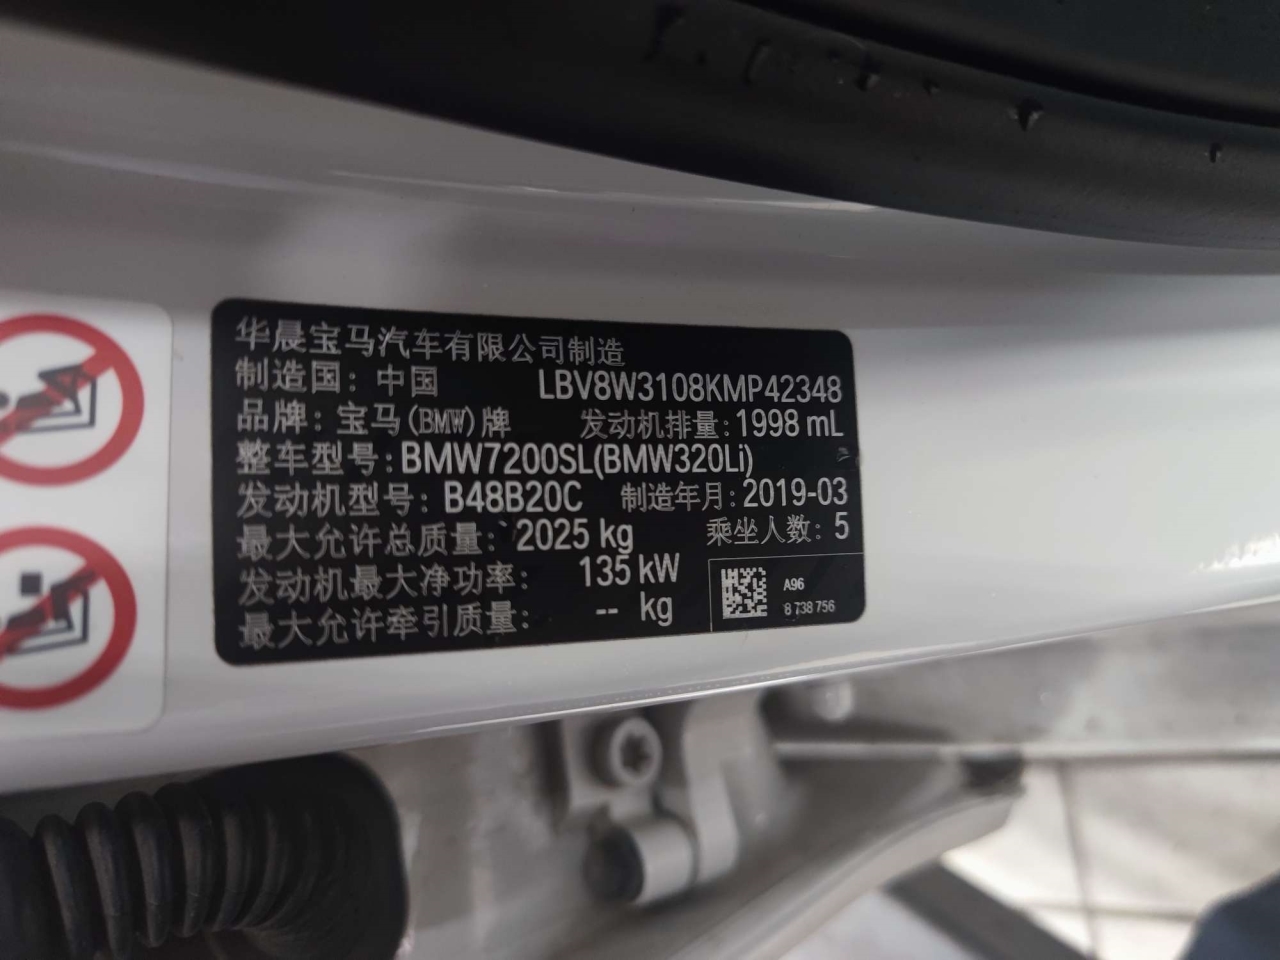 华晨宝马汽车有限公司制造
制造国：中国 LBV8W3108KMP42348
品牌：宝马(BMW)牌 发动机排量：1998 mL
整车型号：BMW7200SL(BMW320Li)
发动机型号：B48B20C 制造年月：2019-03
最大允许总质量：2025 kg 乘坐人数：5
发动机最大净功率：135 kW
最大允许牵引质量：-- kg
A96
8 738 756